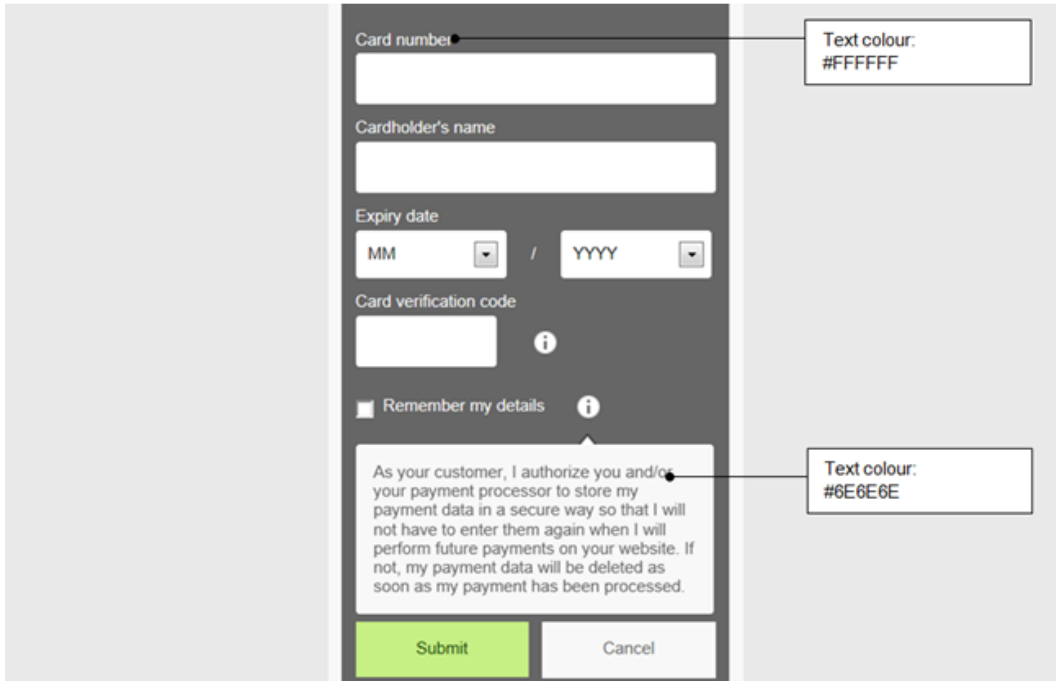 Card number
Text colour:
#FFFFFF
Cardholder's name
Expiry date
MM / YYYY
Card verification code
Remember my details
As your customer, I authorize you and/or
your payment processor to store my
payment data in a secure way so that I will
not have to enter them again when I will
perform future payments on your website. If
not, my payment data will be deleted as
soon as my payment has been processed.
Text colour:
#6E6E6E
Submit Cancel